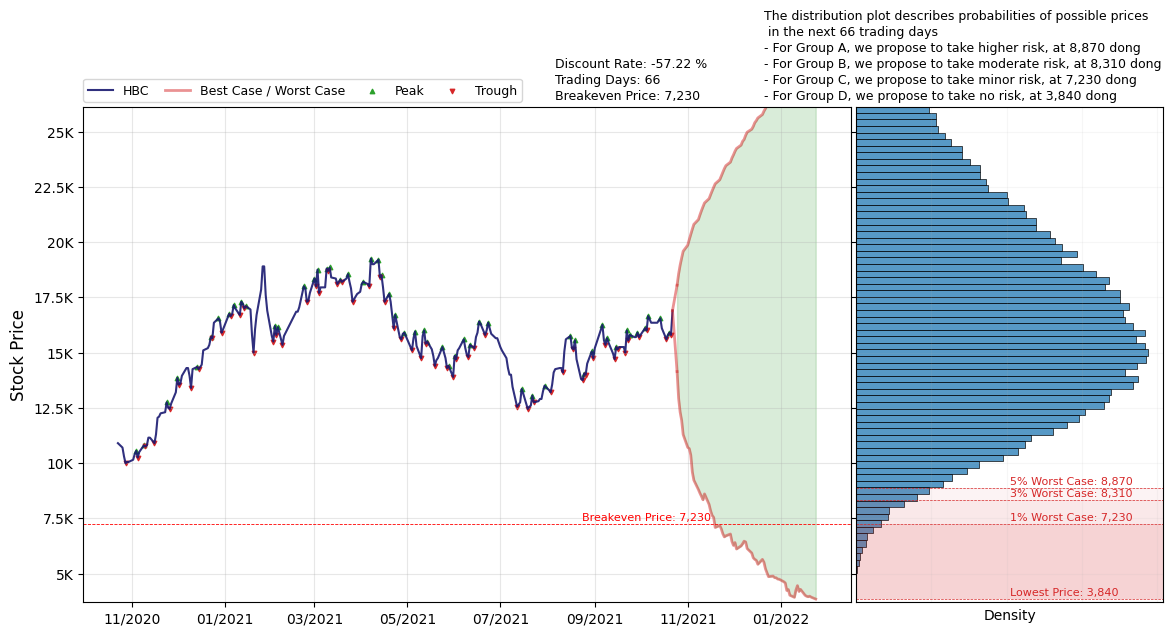 The distribution plot describes probabilities of possible prices
in the next 66 trading days
- For Group A, we propose to take higher risk, at 8,870 dong
- For Group B, we propose to take moderate risk, at 8,310 dong
- For Group C, we propose to take minor risk, at 7,230 dong
- For Group D, we propose to take no risk, at 3,840 dong
Discount Rate: -57.22 %
Trading Days: 66
Breakeven Price: 7,230
HBC Best Case / Worst Case Peak Trough
Stock Price
25K
22.5K
20K
17.5K
15K
12.5K
10K
7.5K
5K
Breakeven Price: 7,230
11/2020 01/2021 03/2021 05/2021 07/2021 09/2021 11/2021 01/2022
5% Worst Case: 8,870
3% Worst Case: 8,310
1% Worst Case: 7,230
Lowest Price: 3,840
Density